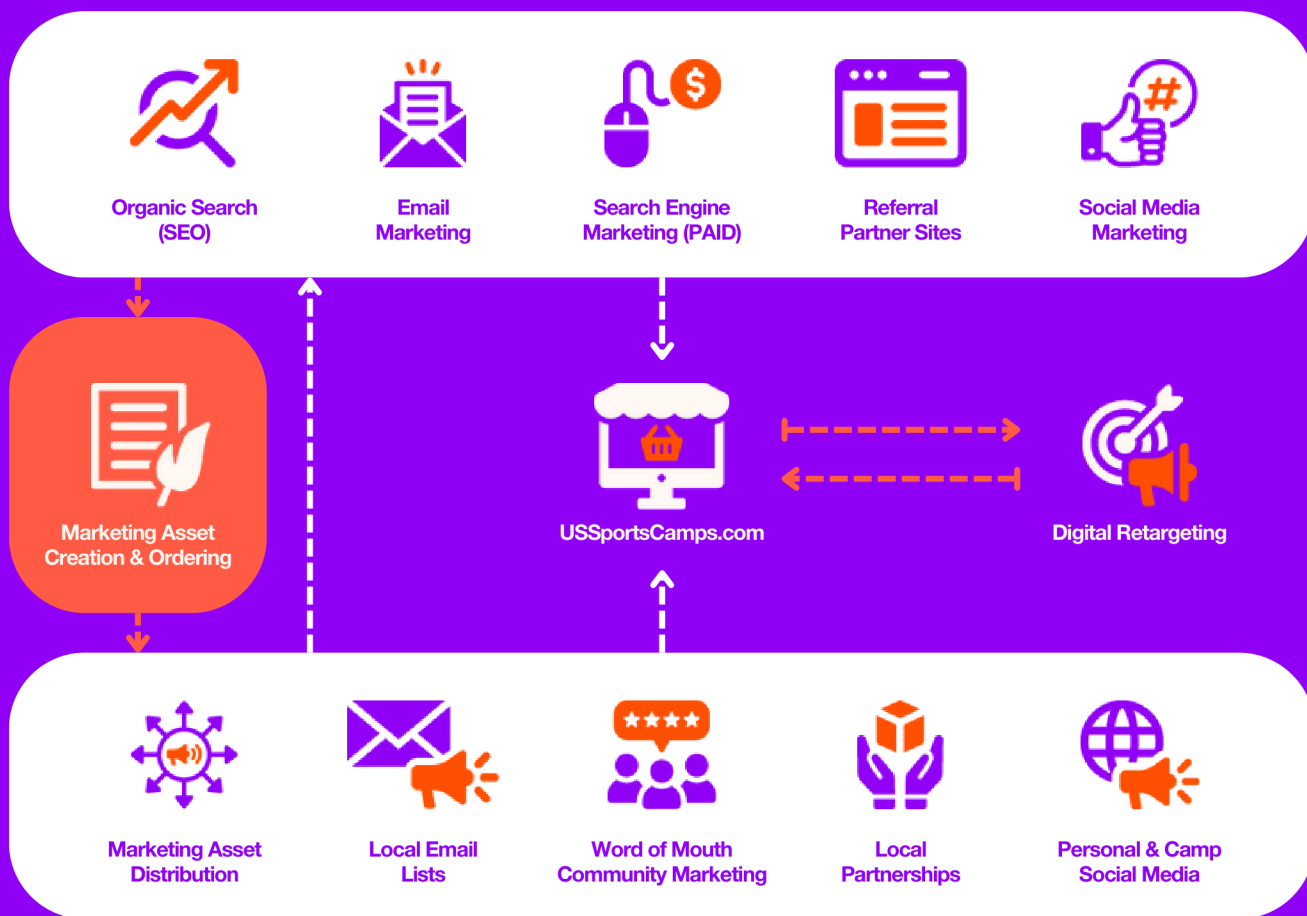 Organic Search
(SEO)
Email
Marketing
$
Search Engine
Marketing (PAID)
Referral
Partner Sites
#
Social Media
Marketing
Marketing Asset
Creation & Ordering
USSportsCamps.com
Digital Retargeting
Marketing Asset
Distribution
Local Email
Lists
Word of Mouth
Community Marketing
Local
Partnerships
Personal & Camp
Social Media